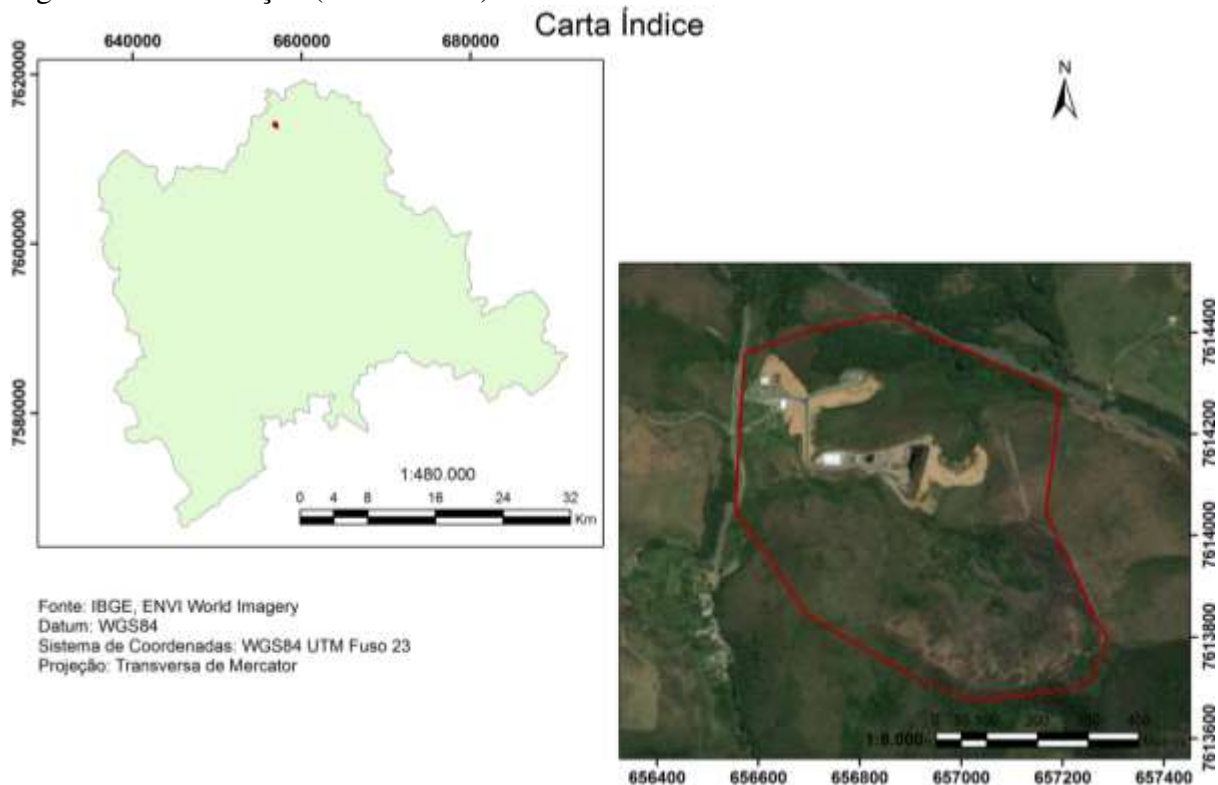 Carta Índice
640000 660000 680000
7620000
7600000
7580000
1:480.000
0 4 8 16 24 32
Km
N
Fonte: IBGE, ENVI World Imagery
Datum: WGS84
Sistema de Coordenadas: WGS84 UTM Fuso 23
Projeção: Transversa de Mercator
7614400
7614200
7614000
7613800
7613600
1:8.000
656400 656600 656800 657000 657200 657400